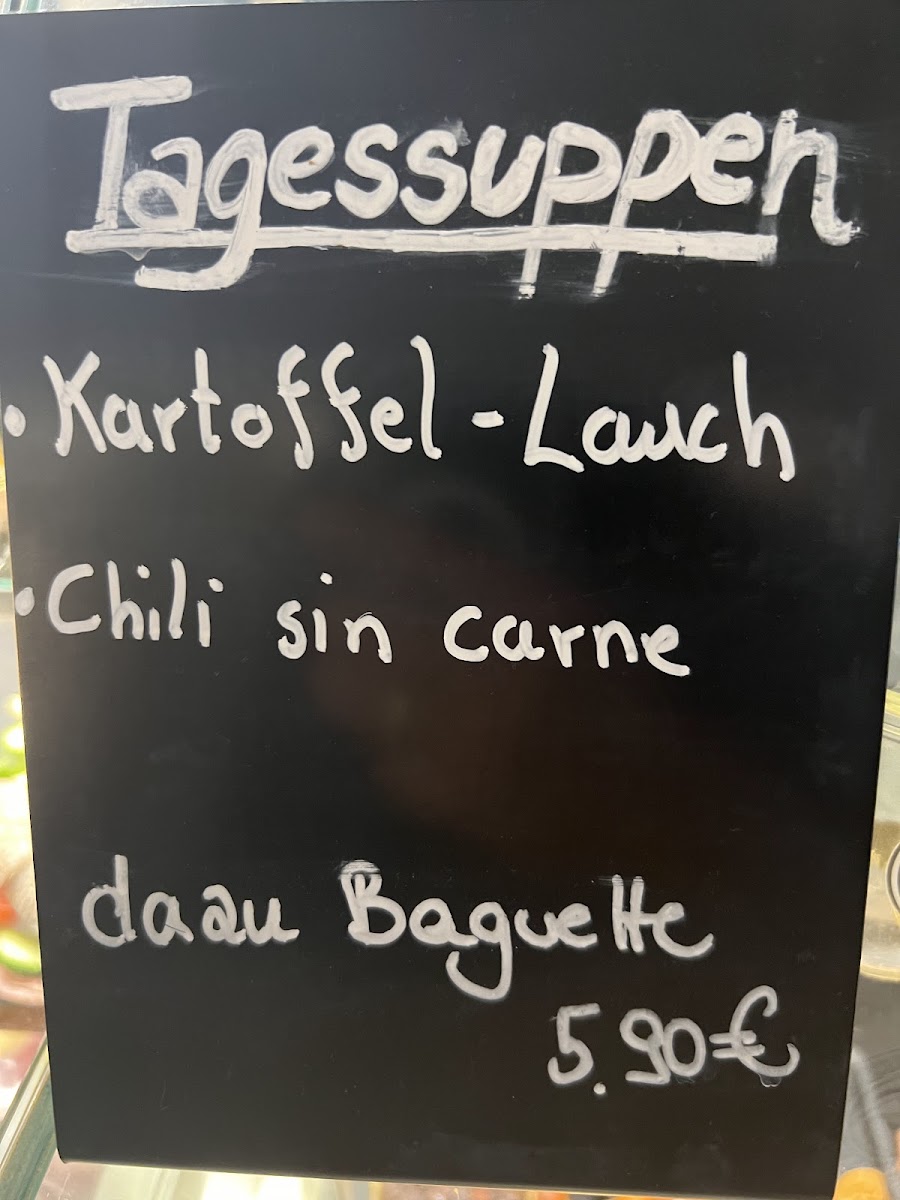 Tagessuppen
• Kartoffel-Lauch
• Chili sin carne
dazu Baguette
5.90€